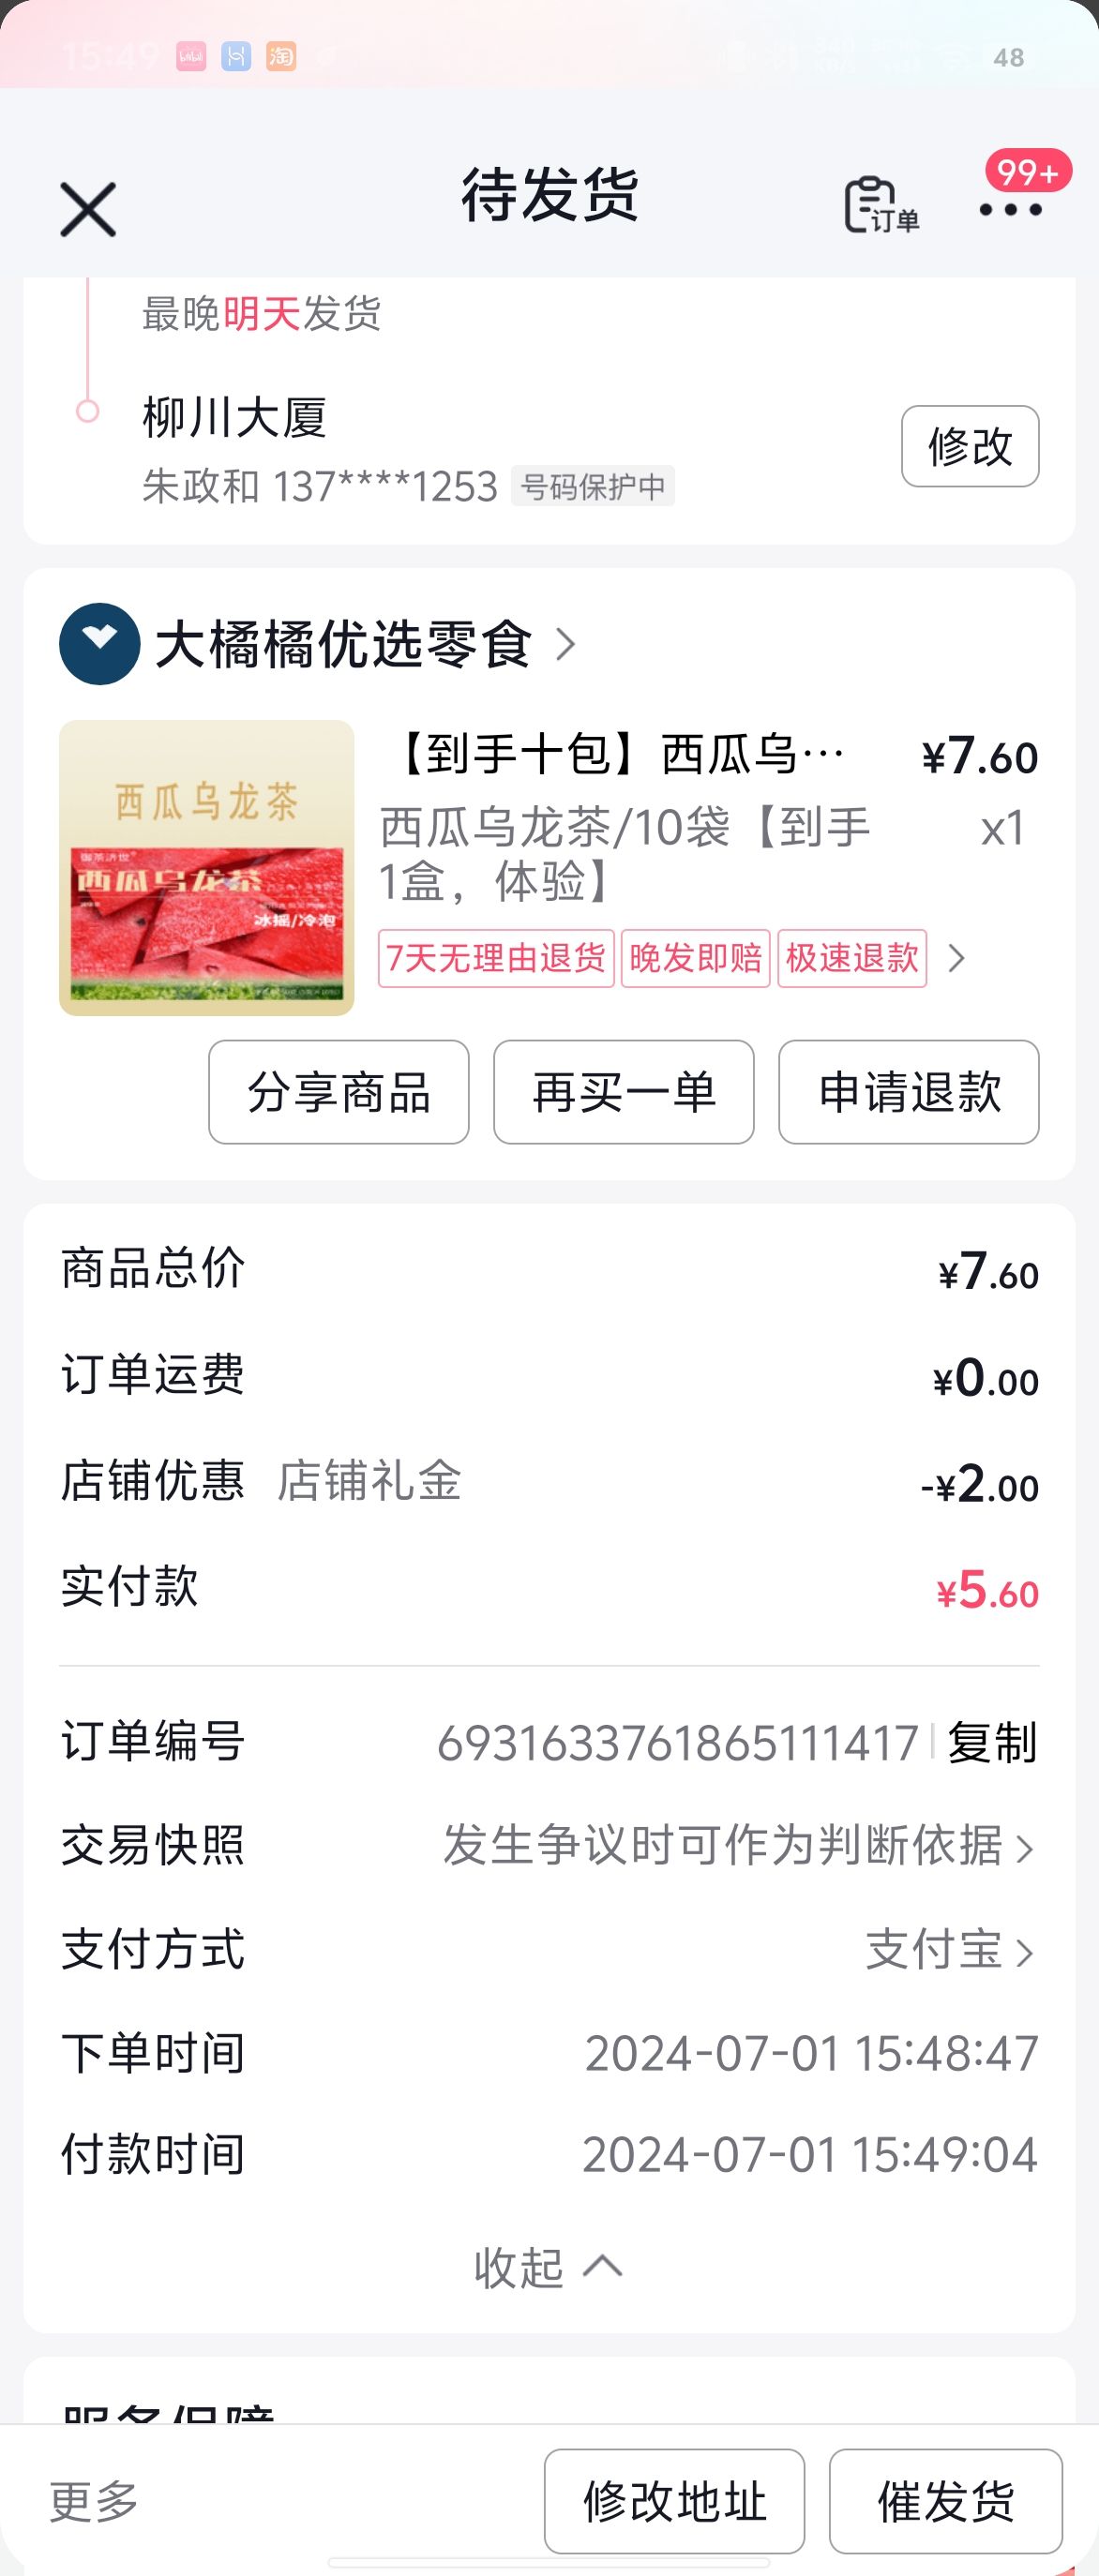 15:49 淘 48
待发货
订单
99+
最晚明天发货
柳川大厦
修改
朱政和 137****1253 号码保护中
大橘橘优选零食
西瓜乌龙茶
御茶济世
西瓜乌龙茶
冰摇/冷泡
【到手十包】西瓜乌… ¥7.60
西瓜乌龙茶/10袋【到手 x1
1盒，体验】
7天无理由退货 晚发即赔 极速退款
分享商品 再买一单 申请退款
商品总价 ¥7.60
订单运费 ¥0.00
店铺优惠 店铺礼金 -¥2.00
实付款 ¥5.60
订单编号 6931633761865111417 复制
交易快照 发生争议时可作为判断依据
支付方式 支付宝
下单时间 2024-07-01 15:48:47
付款时间 2024-07-01 15:49:04
收起
服务保障
更多 修改地址 催发货